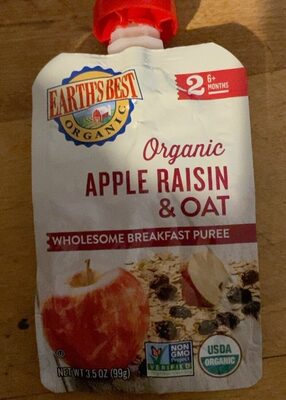 EARTH'S BEST
ORGANIC
2 6+
MONTHS
Organic
APPLE RAISIN
& OAT
WHOLESOME BREAKFAST PUREE
NON
GMO
Project
VERIFIED
USDA
ORGANIC
NET WT 3.5 OZ (99g)